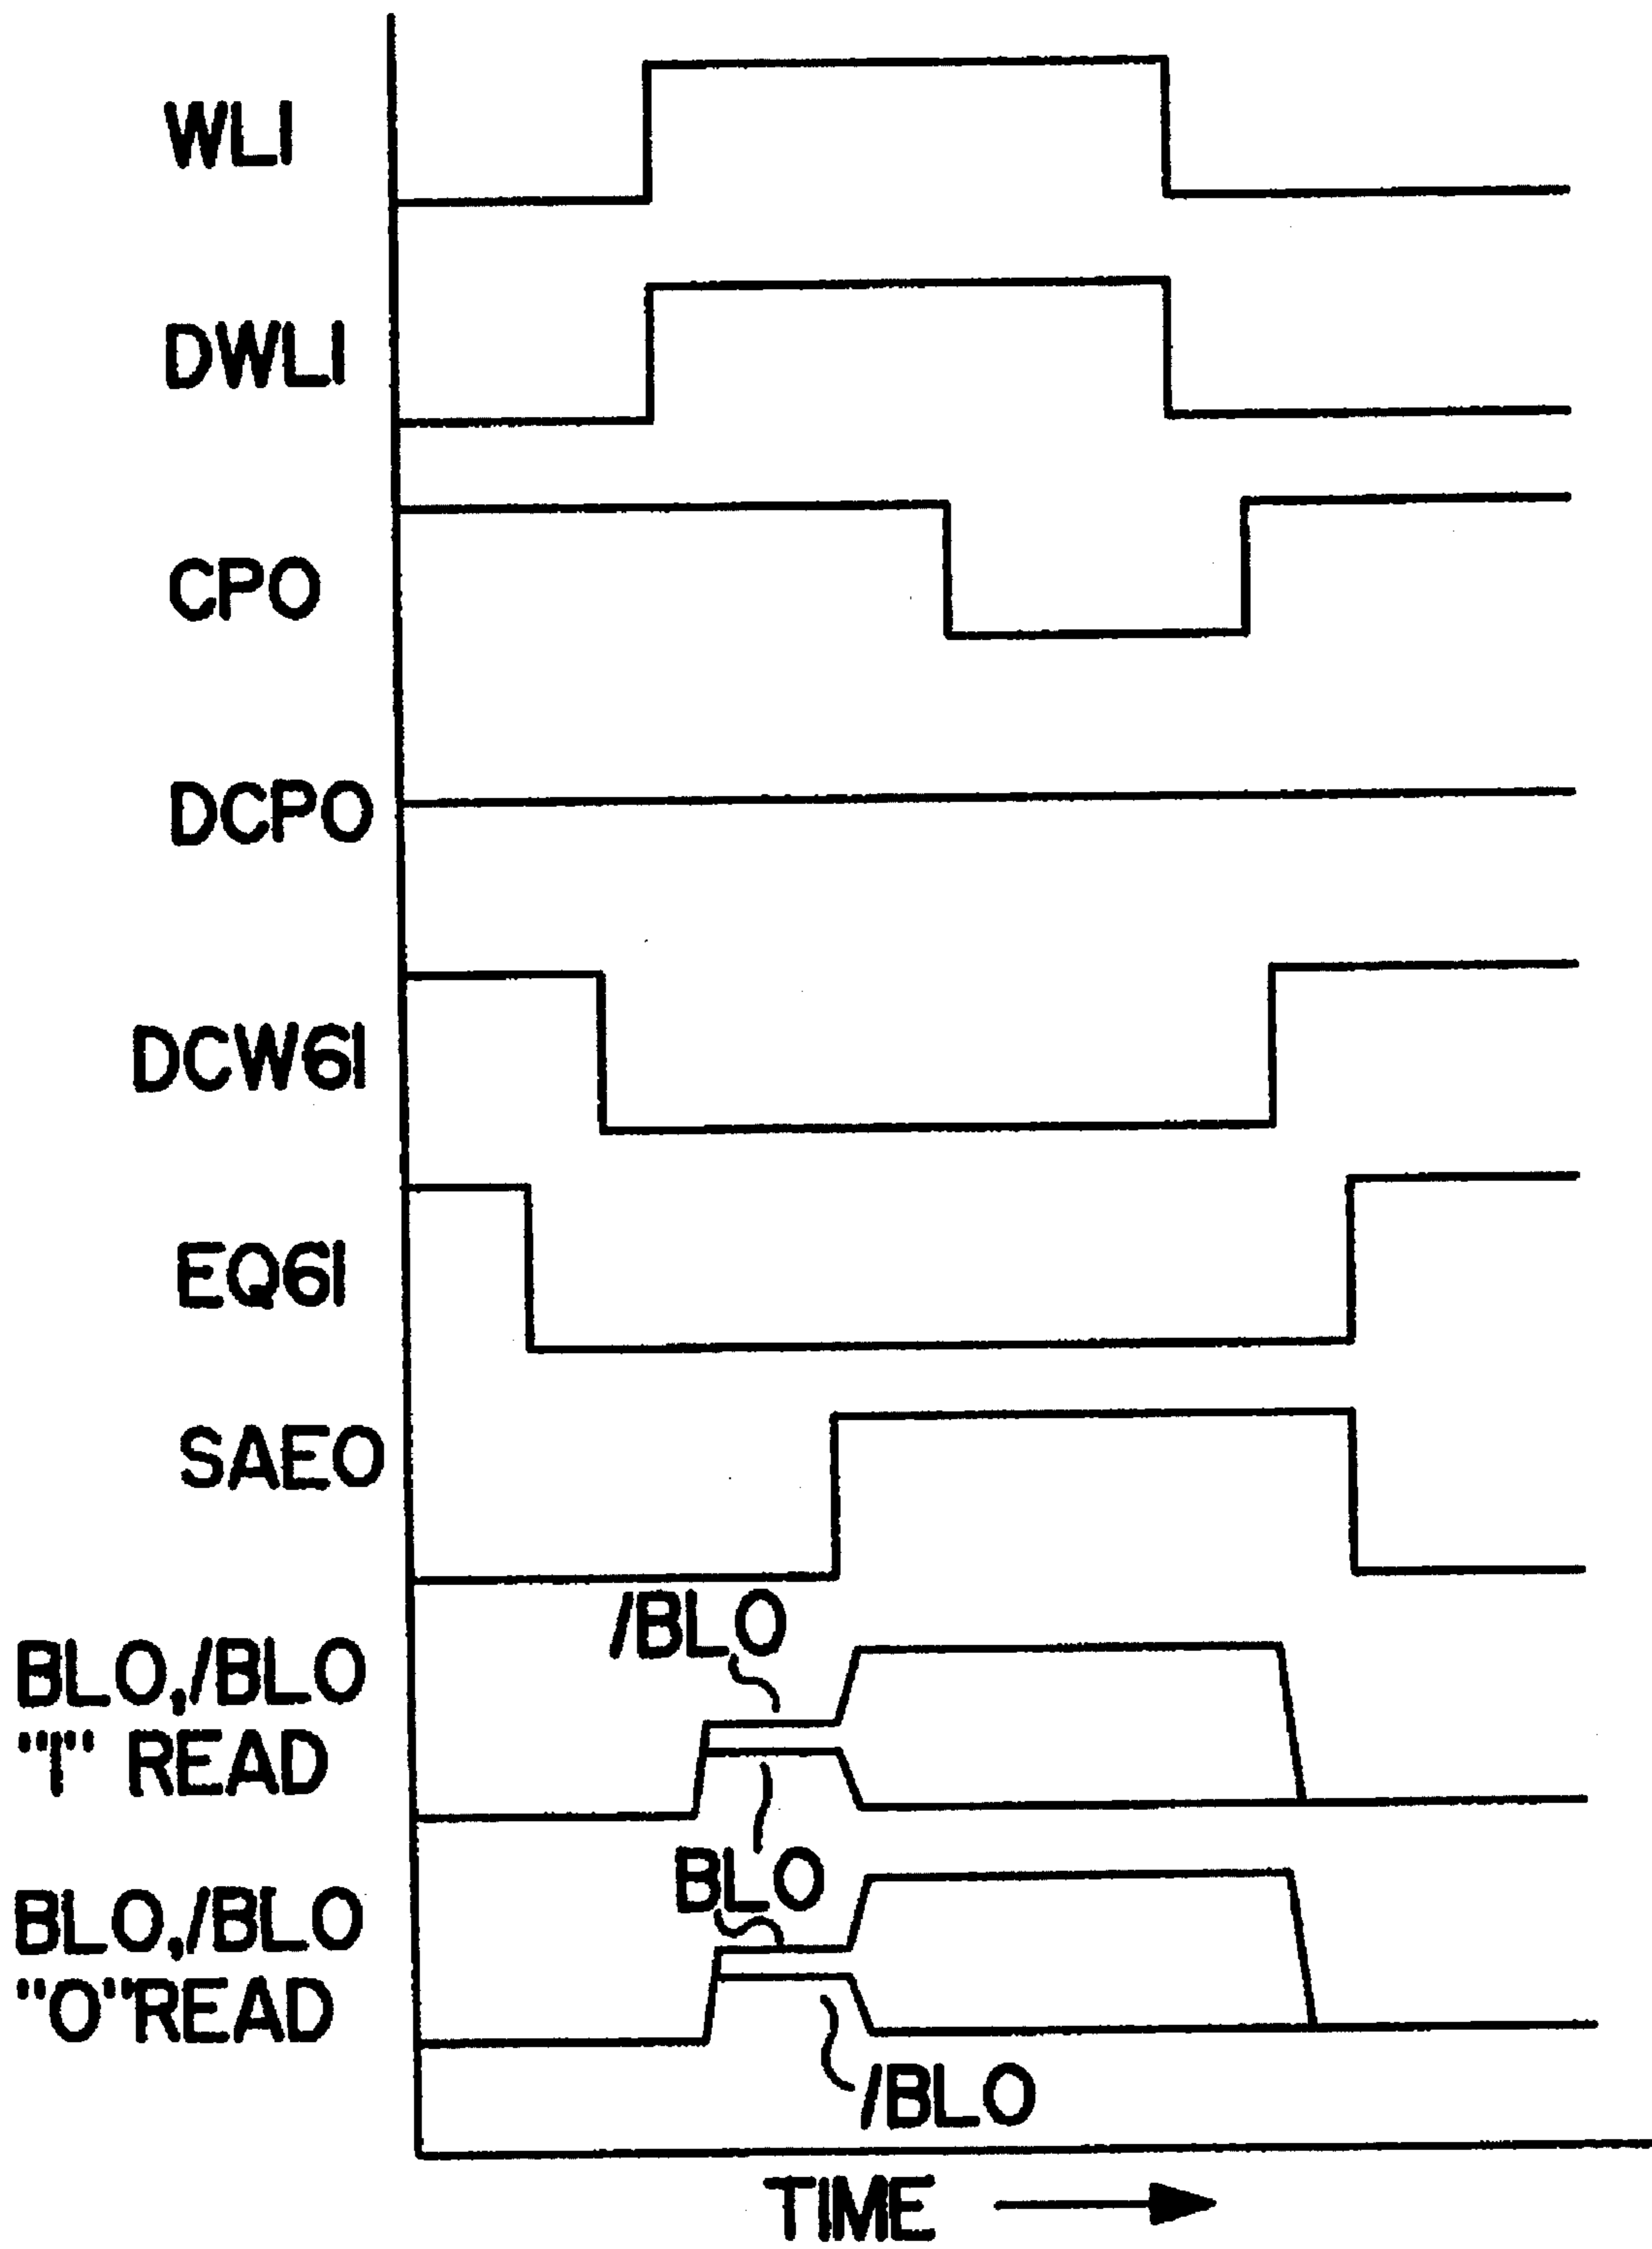 WL1
DWL1
CP0
DCP0
DCW61
EQ61
SAE0
/BL0
BL0,/BL0
"1" READ
BL0
BL0,/BL0
"0" READ
/BL0
TIME